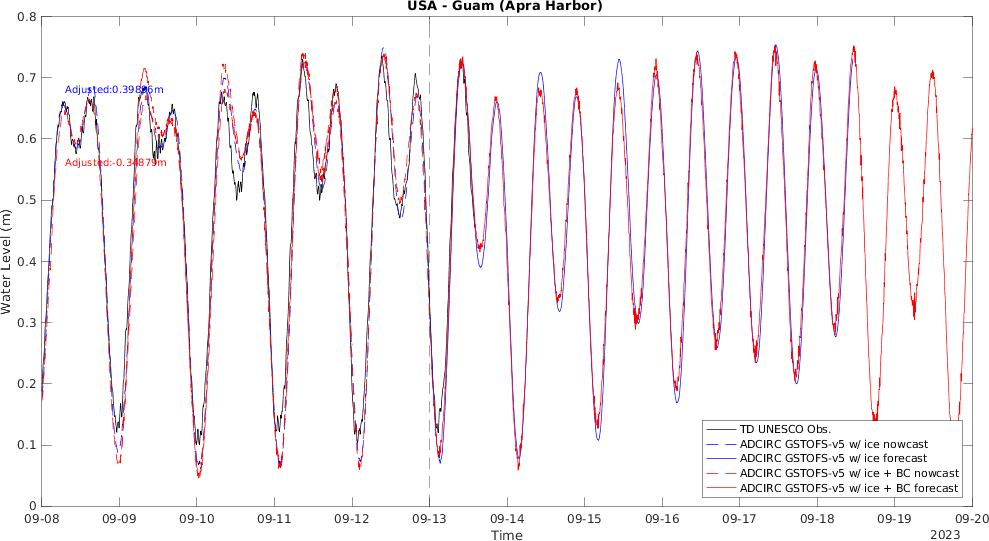 USA - Guam (Apra Harbor)
0.8
0.7
0.6
0.5
0.4
0.3
0.2
0.1
0
Water Level (m)
Adjusted:0.39886m
Adjusted:-0.34879m
TD UNESCO Obs.
ADCIRC GSTOFS-v5 w/ ice nowcast
ADCIRC GSTOFS-v5 w/ ice forecast
ADCIRC GSTOFS-v5 w/ ice + BC nowcast
ADCIRC GSTOFS-v5 w/ ice + BC forecast
09-08 09-09 09-10 09-11 09-12 09-13 09-14 09-15 09-16 09-17 09-18 09-19 09-20
Time
2023